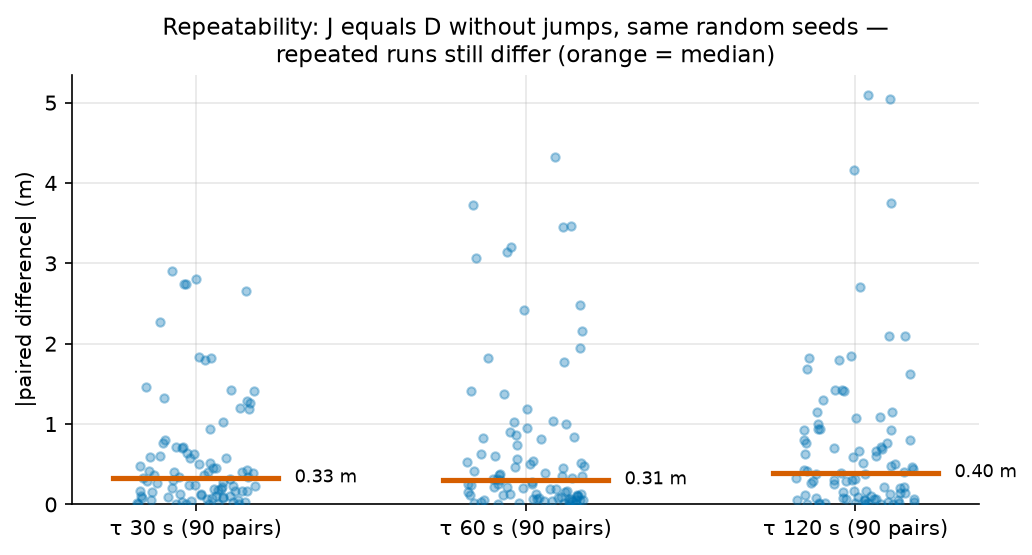 Repeatability: J equals D without jumps, same random seeds —
repeated runs still differ (orange = median)
|paired difference| (m)
5
4
3
2
1
0
0.33 m
0.31 m
0.40 m
τ 30 s (90 pairs)
τ 60 s (90 pairs)
τ 120 s (90 pairs)